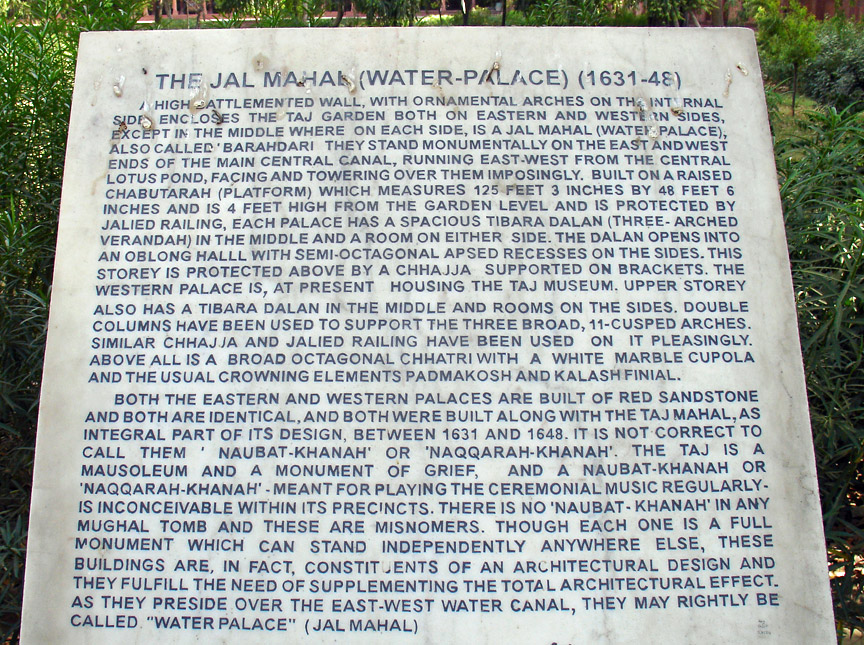 THE JAL MAHAL (WATER-PALACE) (1631-48)
A HIGH BATTLEMENTED WALL, WITH ORNAMENTAL ARCHES ON THE INTERNAL
SIDE, ENCLOSES THE TAJ GARDEN BOTH ON EASTERN AND WESTERN SIDES,
EXCEPT IN THE MIDDLE WHERE ON EACH SIDE, IS A JAL MAHAL (WATER PALACE),
ALSO CALLED 'BARAHDARI THEY STAND MONUMENTALLY ON THE EAST AND WEST
ENDS OF THE MAIN CENTRAL CANAL, RUNNING EAST-WEST FROM THE CENTRAL
LOTUS POND, FACING AND TOWERING OVER THEM IMPOSINGLY. BUILT ON A RAISED
CHABUTARAH (PLATFORM) WHICH MEASURES 125 FEET 3 INCHES BY 48 FEET 6
INCHES AND IS 4 FEET HIGH FROM THE GARDEN LEVEL AND IS PROTECTED BY
JALIED RAILING, EACH PALACE HAS A SPACIOUS TIBARA DALAN (THREE- ARCHED
VERANDAH) IN THE MIDDLE AND A ROOM ON EITHER SIDE. THE DALAN OPENS INTO
AN OBLONG HALLL WITH SEMI-OCTAGONAL APSED RECESSES ON THE SIDES. THIS
STOREY IS PROTECTED ABOVE BY A CHHAJJA SUPPORTED ON BRACKETS. THE
WESTERN PALACE IS, AT PRESENT HOUSING THE TAJ MUSEUM. UPPER STOREY
ALSO HAS A TIBARA DALAN IN THE MIDDLE AND ROOMS ON THE SIDES. DOUBLE
COLUMNS HAVE BEEN USED TO SUPPORT THE THREE BROAD, 11-CUSPED ARCHES.
SIMILAR CHHAJJA AND JALIED RAILING HAVE BEEN USED ON IT PLEASINGLY.
ABOVE ALL IS A BROAD OCTAGONAL CHHATRI WITH A WHITE MARBLE CUPOLA
AND THE USUAL CROWNING ELEMENTS PADMAKOSH AND KALASH FINIAL.
BOTH THE EASTERN AND WESTERN PALACES ARE BUILT OF RED SANDSTONE
AND BOTH ARE IDENTICAL, AND BOTH WERE BUILT ALONG WITH THE TAJ MAHAL, AS
INTEGRAL PART OF ITS DESIGN, BETWEEN 1631 AND 1648. IT IS NOT CORRECT TO
CALL THEM ' NAUBAT-KHANAH' OR 'NAQQARAH-KHANAH'. THE TAJ IS A
MAUSOLEUM AND A MONUMENT OF GRIEF, AND A NAUBAT-KHANAH OR
'NAQQARAH-KHANAH' - MEANT FOR PLAYING THE CEREMONIAL MUSIC REGULARLY-
IS INCONCEIVABLE WITHIN ITS PRECINCTS. THERE IS NO 'NAUBAT- KHANAH' IN ANY
MUGHAL TOMB AND THESE ARE MISNOMERS. THOUGH EACH ONE IS A FULL
MONUMENT WHICH CAN STAND INDEPENDENTLY ANYWHERE ELSE, THESE
BUILDINGS ARE, IN FACT, CONSTITUENTS OF AN ARCHITECTURAL DESIGN AND
THEY FULFILL THE NEED OF SUPPLEMENTING THE TOTAL ARCHITECTURAL EFFECT.
AS THEY PRESIDE OVER THE EAST-WEST WATER CANAL, THEY MAY RIGHTLY BE
CALLED "WATER PALACE" ( JAL MAHAL)